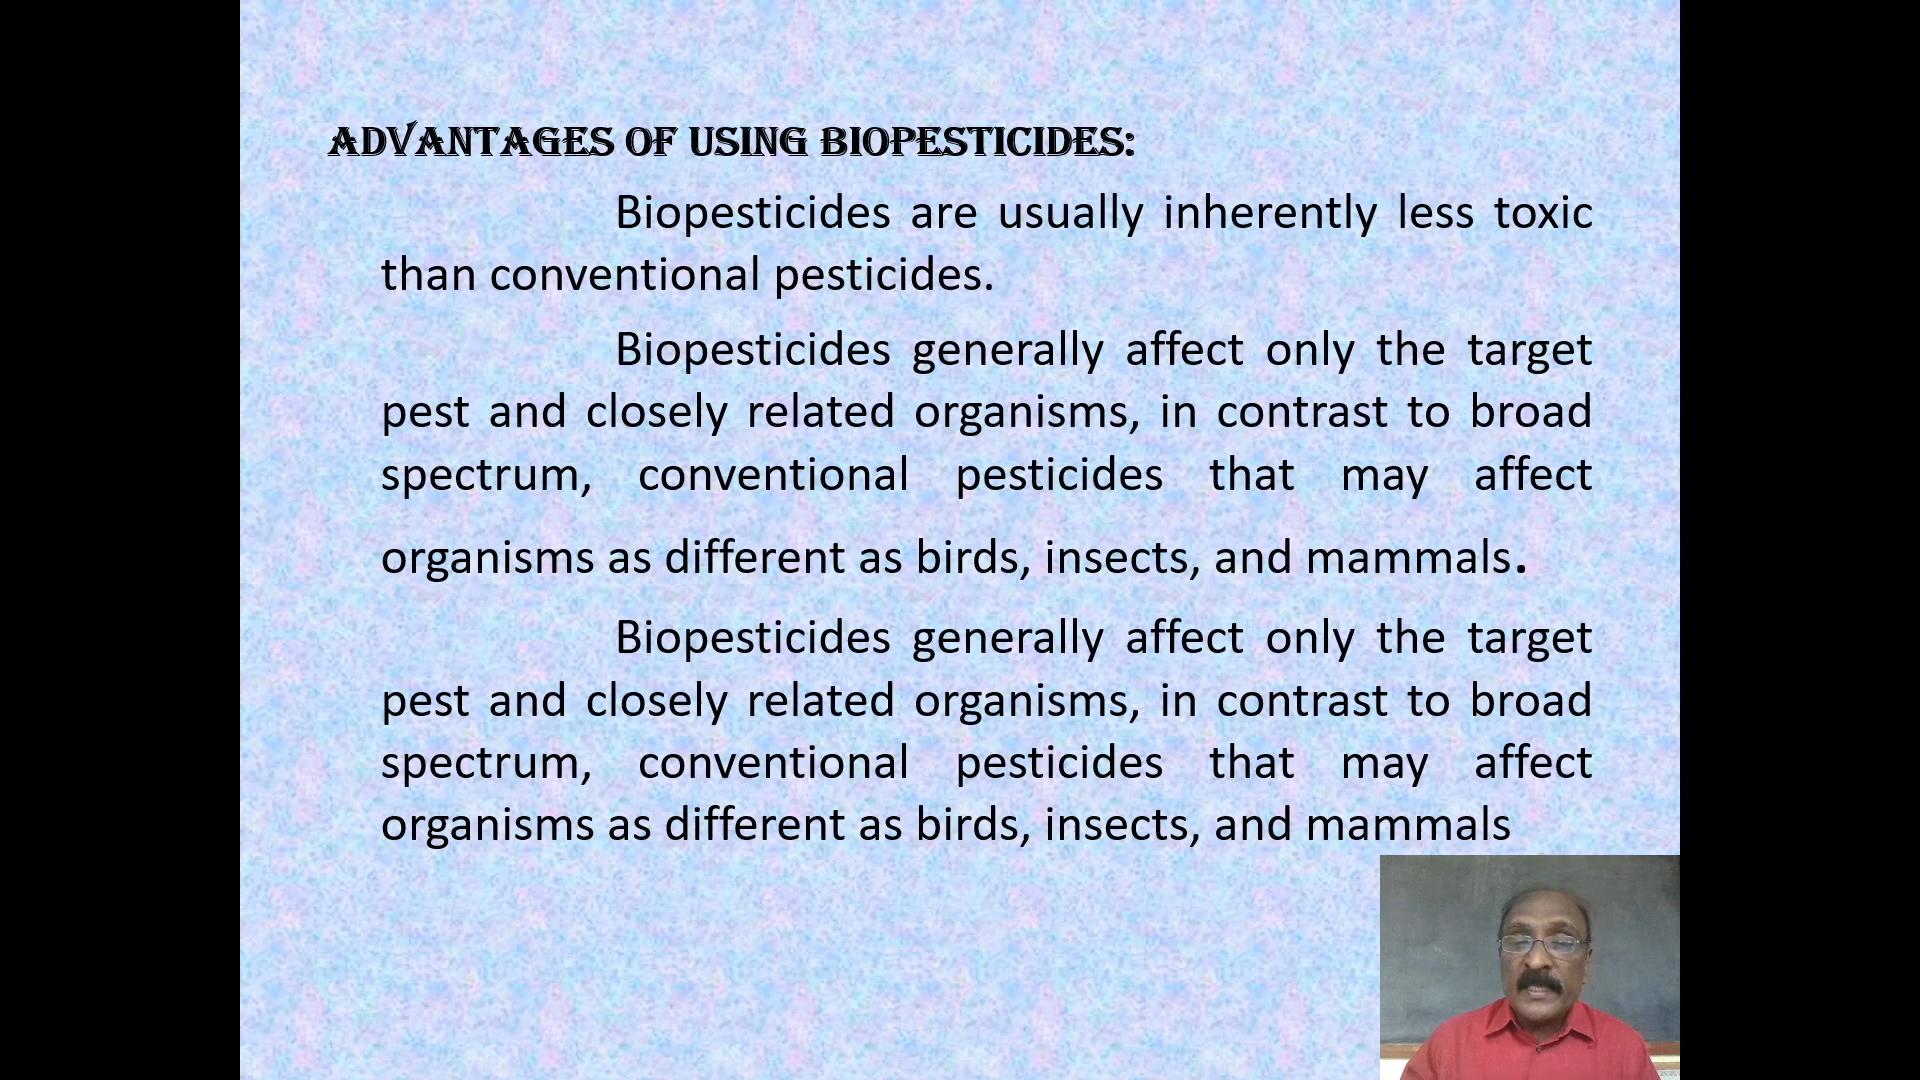 ADVANTAGES OF USING BIOPESTICIDES:
Biopesticides are usually inherently less toxic
than conventional pesticides.
Biopesticides generally affect only the target
pest and closely related organisms, in contrast to broad
spectrum, conventional pesticides that may affect
organisms as different as birds, insects, and mammals.
Biopesticides generally affect only the target
pest and closely related organisms, in contrast to broad
spectrum, conventional pesticides that may affect
organisms as different as birds, insects, and mammals